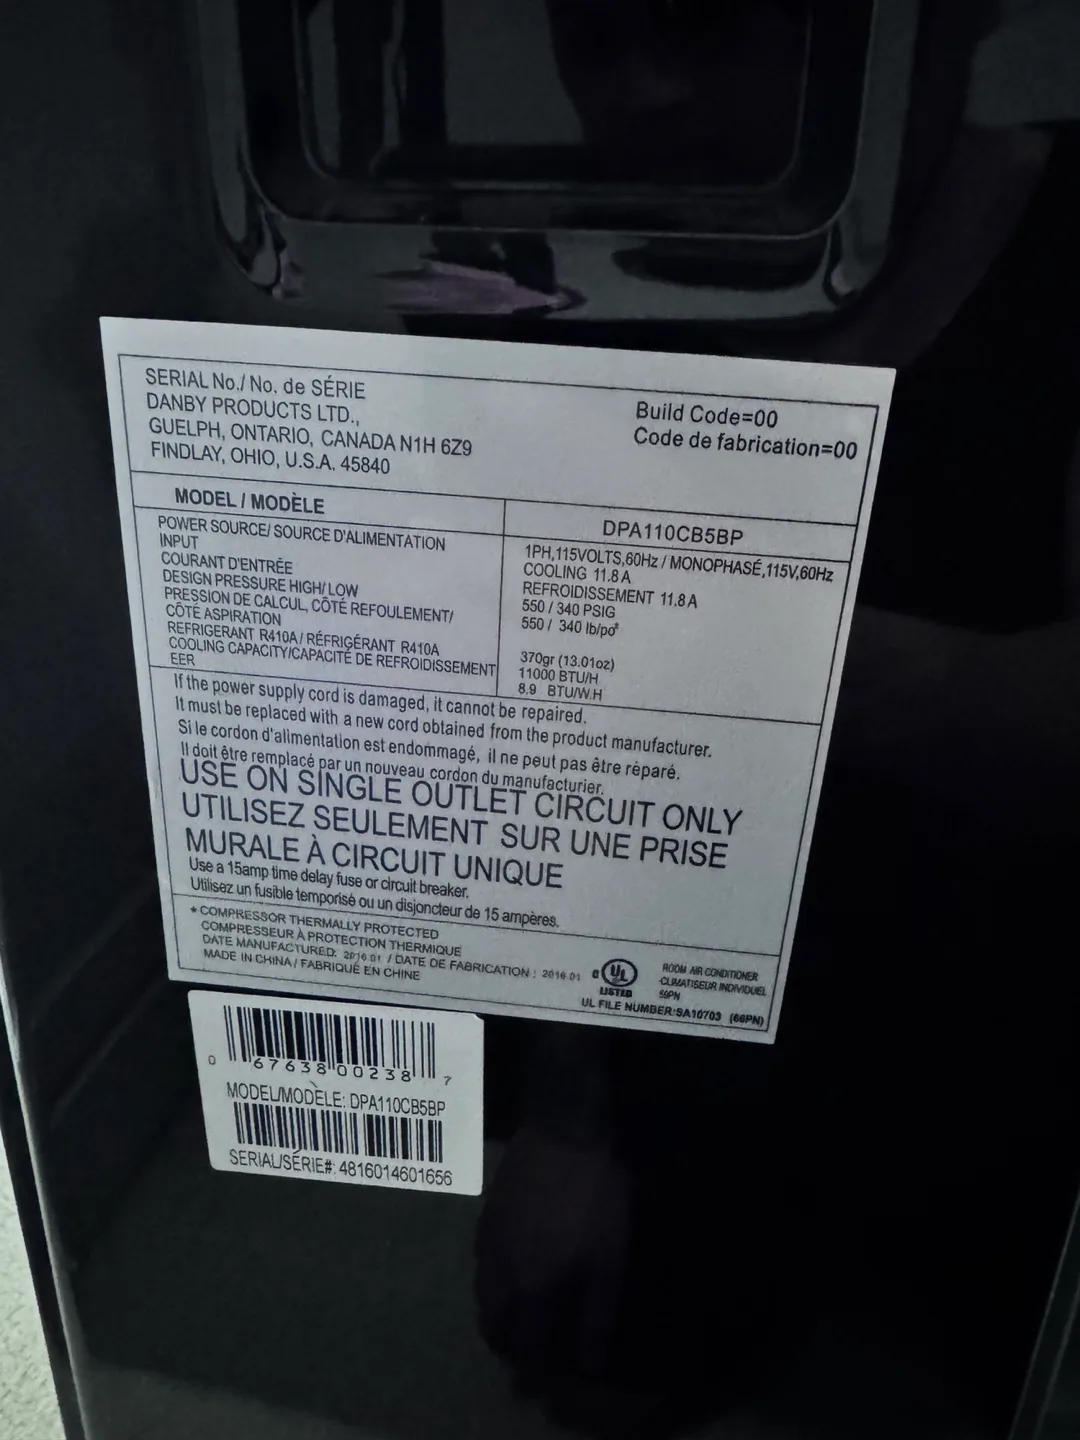 SERIAL No./ No. de SÉRIE
DANBY PRODUCTS LTD.,
GUELPH, ONTARIO, CANADA N1H 6Z9
FINDLAY, OHIO, U.S.A. 45840
Build Code=00
Code de fabrication=00
MODEL / MODÈLE
DPA110CB5BP
POWER SOURCE/ SOURCE D'ALIMENTATION
1PH,115VOLTS,60Hz / MONOPHASÉ,115V,60Hz
INPUT
COOLING 11.8 A
COURANT D'ENTRÉE
REFROIDISSEMENT 11.8 A
DESIGN PRESSURE HIGH/ LOW
550 / 340 PSIG
PRESSION DE CALCUL, CÔTÉ REFOULEMENT/
550 / 340 lb/po²
CÔTÉ ASPIRATION
REFRIGERANT R410A / RÉFRIGÉRANT R410A
370gr (13.01oz)
COOLING CAPACITY/CAPACITÉ DE REFROIDISSEMENT
11000 BTU/H
EER
8.9 BTU/W.H
If the power supply cord is damaged, it cannot be repaired.
It must be replaced with a new cord obtained from the product manufacturer.
Si le cordon d'alimentation est endommagé, il ne peut pas être réparé.
Il doit être remplacé par un nouveau cordon du manufacturier.
USE ON SINGLE OUTLET CIRCUIT ONLY
UTILISEZ SEULEMENT SUR UNE PRISE
MURALE À CIRCUIT UNIQUE
Use a 15amp time delay fuse or circuit breaker.
Utilisez un fusible temporisé ou un disjoncteur de 15 ampères.
* COMPRESSOR THERMALLY PROTECTED
COMPRESSEUR À PROTECTION THERMIQUE
DATE MANUFACTURED: 2016.01 / DATE DE FABRICATION : 2016.01
MADE IN CHINA / FABRIQUÉ EN CHINE
c UL
LISTED
ROOM AIR CONDITIONER
CLIMATISEUR INDIVIDUEL
56PN
UL FILE NUMBER:SA10703 (66PN)
0 67638 00238 7
MODEL/MODÈLE: DPA110CB5BP
SERIAL/SÉRIE#: 4816014601656